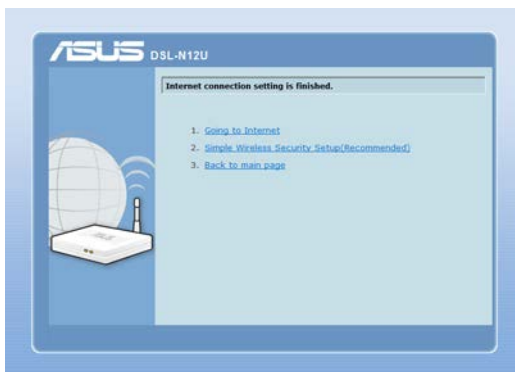 ASUS DSL-N12U
Internet connection setting is finished.
1. Going to Internet
2. Simple Wireless Security Setup(Recommended)
3. Back to main page